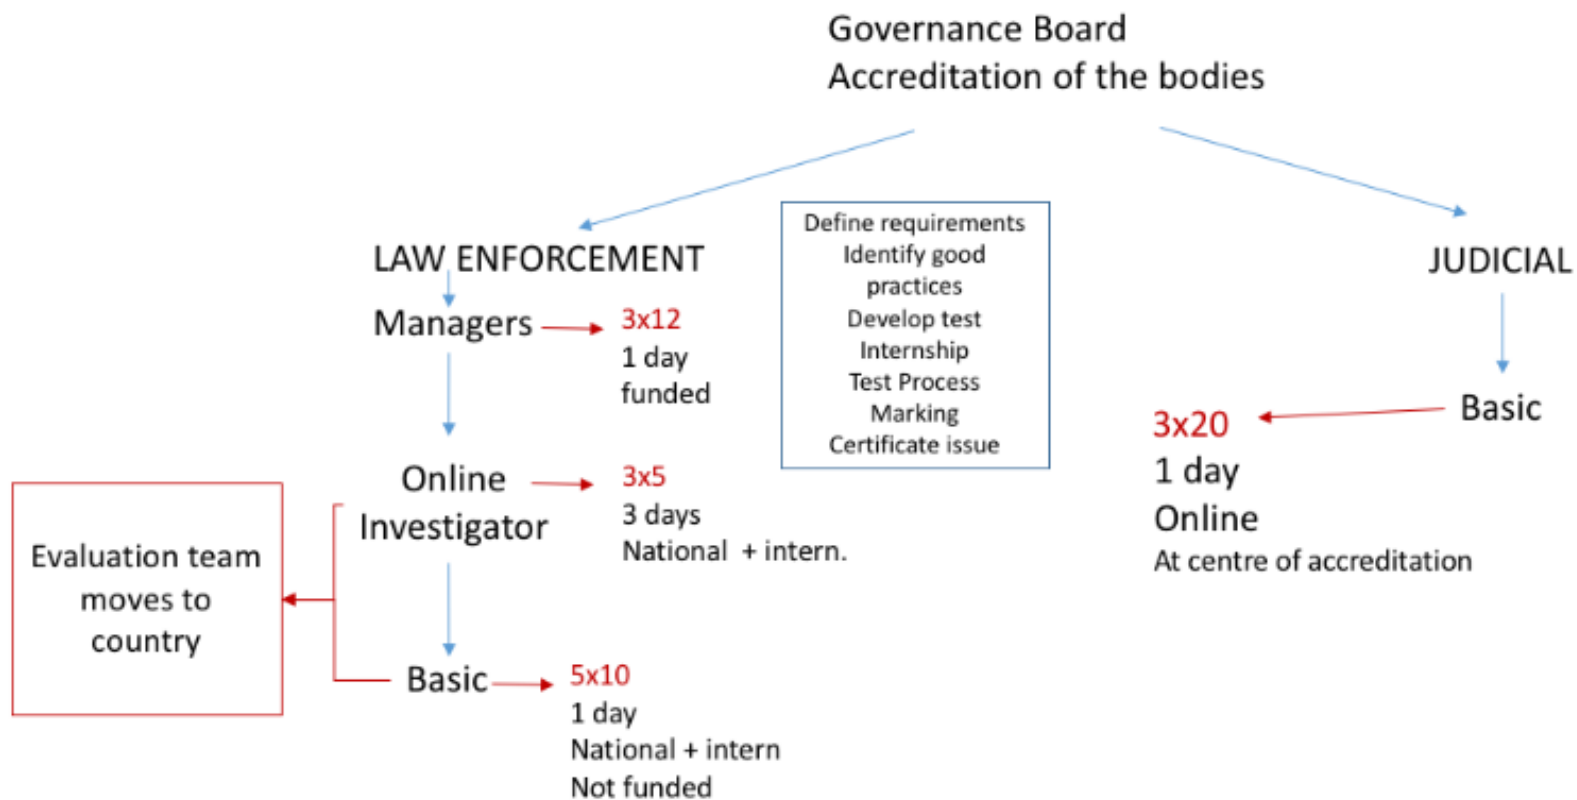 Governance Board
Accreditation of the bodies
LAW ENFORCEMENT
Managers
3x12
1 day
funded
Online
Investigator
3x5
3 days
National + intern.
Evaluation team
moves to
country
Basic
5x10
1 day
National + intern
Not funded
Define requirements
Identify good
practices
Develop test
Internship
Test Process
Marking
Certificate issue
JUDICIAL
Basic
3x20
1 day
Online
At centre of accreditation